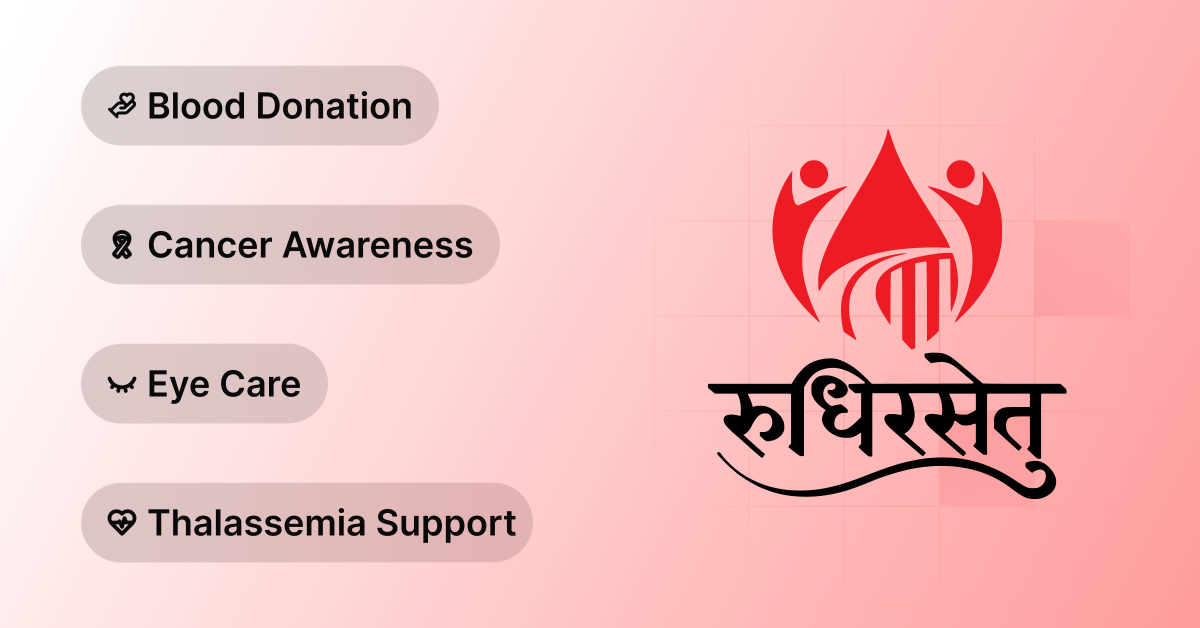 Blood Donation
Cancer Awareness
Eye Care
Thalassemia Support
रुधिरसेतु